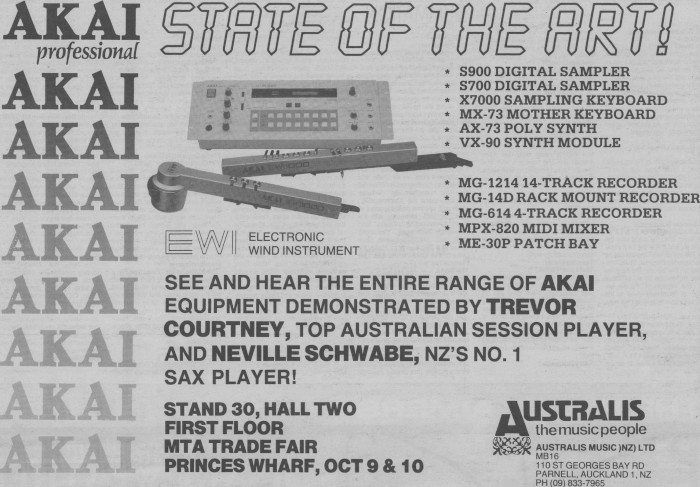 AKAI
professional
AKAI
AKAI
AKAI
AKAI
AKAI
AKAI
AKAI
AKAI
STATE OF THE ART!
* S900 DIGITAL SAMPLER
* S700 DIGITAL SAMPLER
* X7000 SAMPLING KEYBOARD
* MX-73 MOTHER KEYBOARD
* AX-73 POLY SYNTH
* VX-90 SYNTH MODULE
* MG-1214 14-TRACK RECORDER
* MG-14D RACK MOUNT RECORDER
* MG-614 4-TRACK RECORDER
* MPX-820 MIDI MIXER
* ME-30P PATCH BAY
EWI ELECTRONIC
WIND INSTRUMENT
SEE AND HEAR THE ENTIRE RANGE OF AKAI
EQUIPMENT DEMONSTRATED BY TREVOR
COURTNEY, TOP AUSTRALIAN SESSION PLAYER,
AND NEVILLE SCHWABE, NZ'S NO. 1
SAX PLAYER!
STAND 30, HALL TWO
FIRST FLOOR
MTA TRADE FAIR
PRINCES WHARF, OCT 9 & 10
AUSTRALIS
the music people
AUSTRALIS MUSIC )NZ) LTD
MB16
110 ST GEORGES BAY RD
PARNELL, AUCKLAND 1, NZ
PH (09) 833-7965